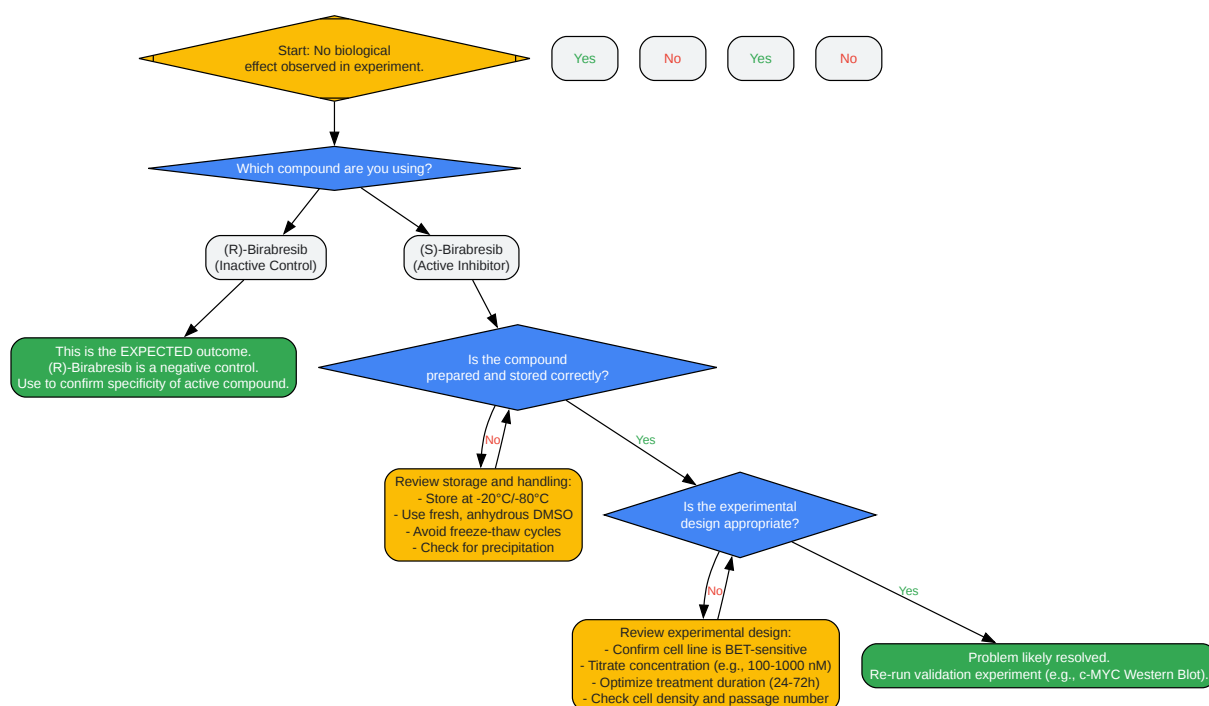 Start: No biological
effect observed in experiment.
Yes
No
Yes
No
Which compound are you using?
(R)-Birabresib
(Inactive Control)
(S)-Birabresib
(Active Inhibitor)
This is the EXPECTED outcome.
(R)-Birabresib is a negative control.
Use to confirm specificity of active compound.
Is the compound
prepared and stored correctly?
No
Yes
Review storage and handling:
- Store at -20°C/-80°C
- Use fresh, anhydrous DMSO
- Avoid freeze-thaw cycles
- Check for precipitation
Is the experimental
design appropriate?
No
Yes
Review experimental design:
- Confirm cell line is BET-sensitive
- Titrate concentration (e.g., 100-1000 nM)
- Optimize treatment duration (24-72h)
- Check cell density and passage number
Problem likely resolved.
Re-run validation experiment (e.g., c-MYC Western Blot).